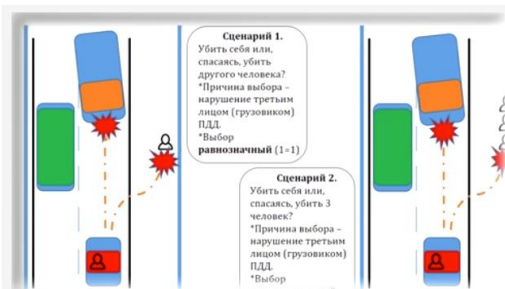 Сценарий 1.
Убить себя или,
спасаясь, убить
другого человека?
*Причина выбора –
нарушение третьим
лицом (грузовиком)
ПДД.
*Выбор
равнозначный (1=1)
Сценарий 2.
Убить себя или,
спасаясь, убить 3
человек?
*Причина выбора –
нарушение третьим
лицом (грузовиком)
ПДД.
*Выбор